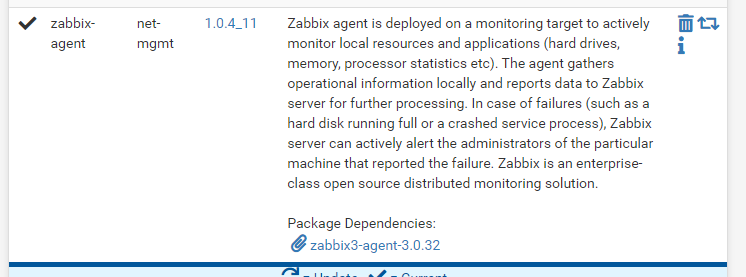 zabbix-
agent
net-
mgmt
1.0.4_11
Zabbix agent is deployed on a monitoring target to actively
monitor local resources and applications (hard drives,
memory, processor statistics etc). The agent gathers
operational information locally and reports data to Zabbix
server for further processing. In case of failures (such as a
hard disk running full or a crashed service process), Zabbix
server can actively alert the administrators of the particular
machine that reported the failure. Zabbix is an enterprise-
class open source distributed monitoring solution.
Package Dependencies:
zabbix3-agent-3.0.32
= Update = Current